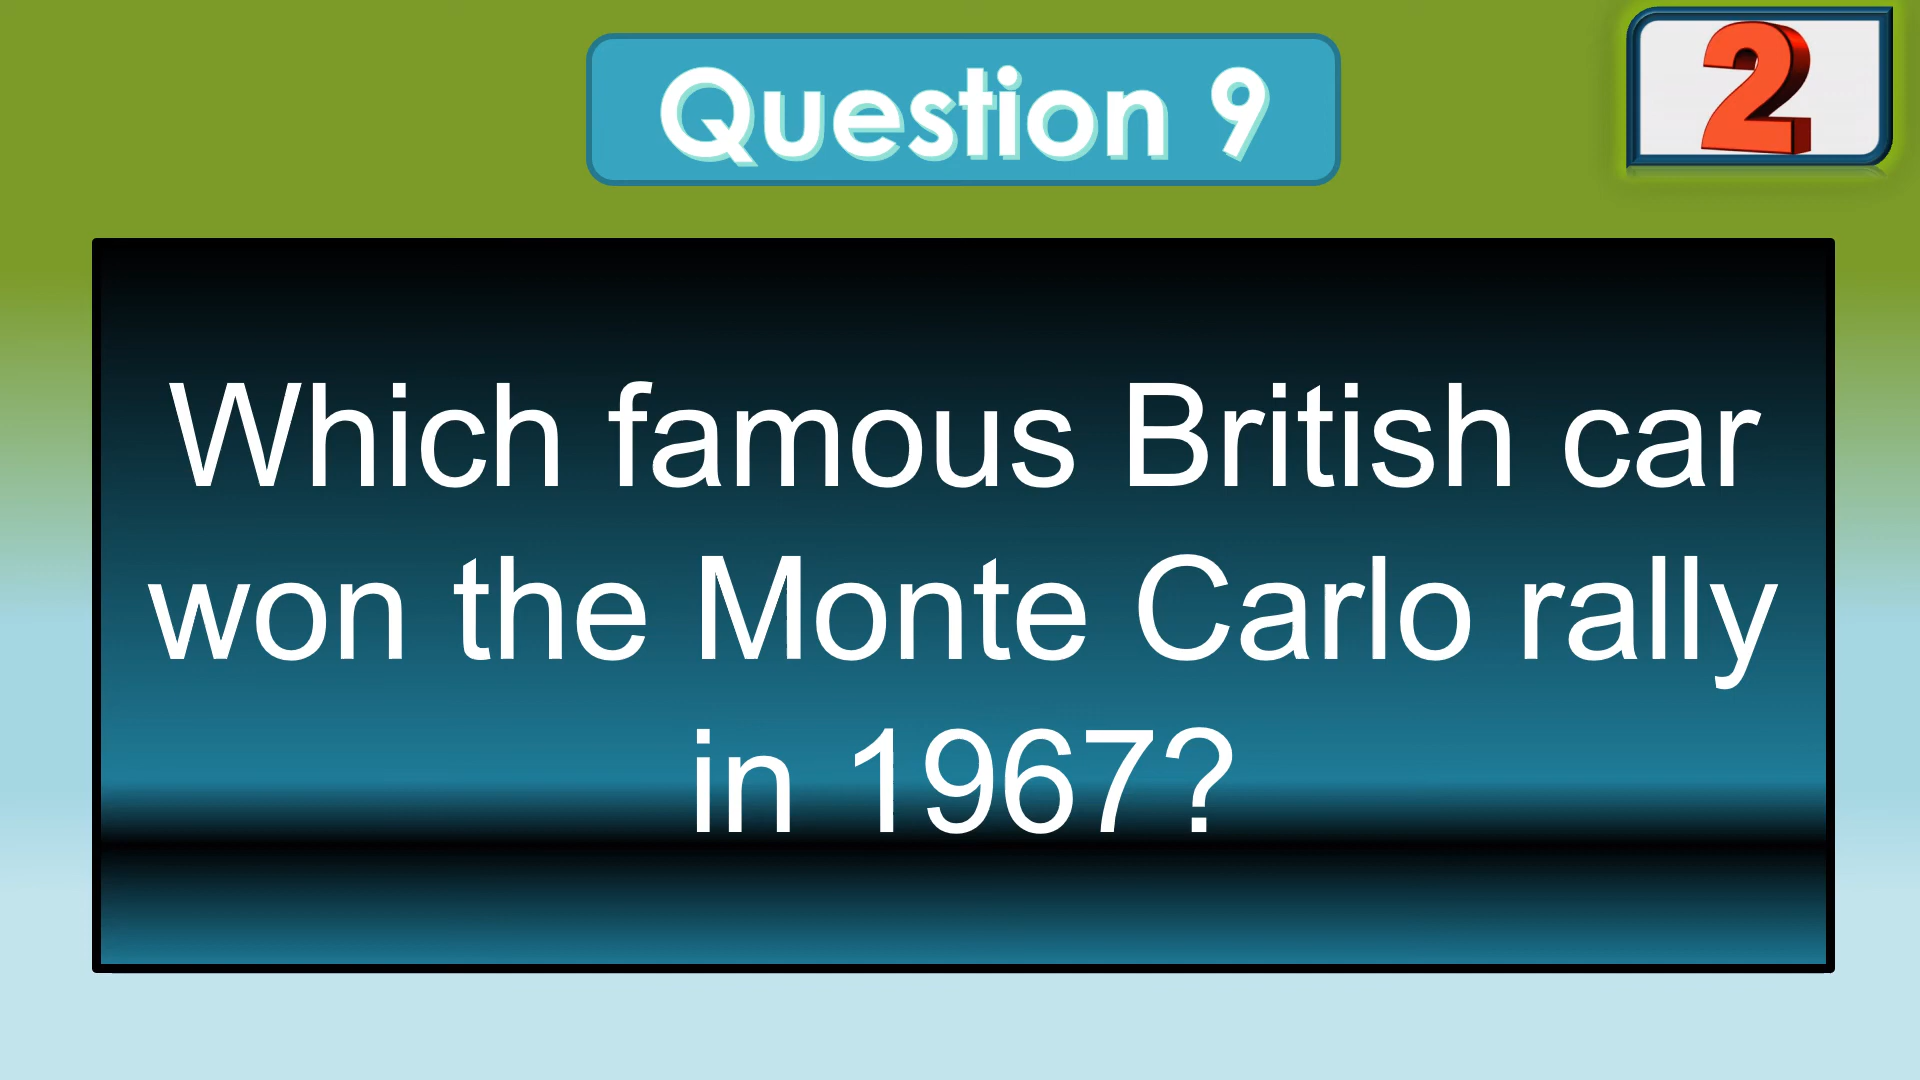 Question 9
2
Which famous British car
won the Monte Carlo rally
in 1967?